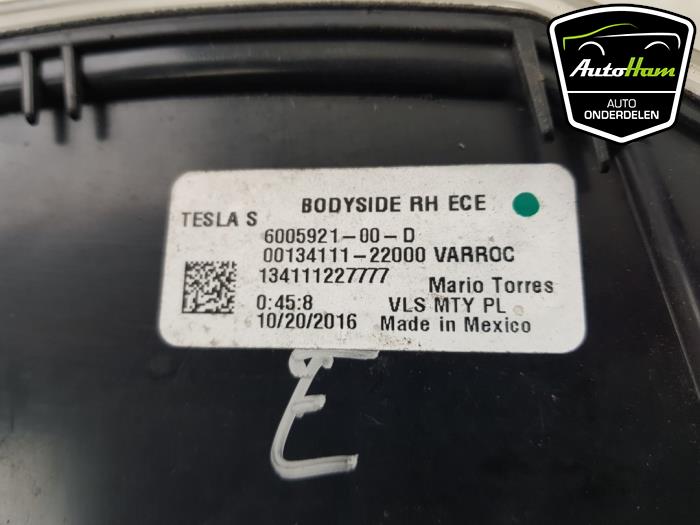 AutoHam
AUTO
ONDERDELEN
BODYSIDE RH ECE
TESLA S
6005921-00-D
00134111-22000 VARROC
134111227777
Mario Torres
0:45:8 VLS MTY PL
10/20/2016 Made in Mexico
E